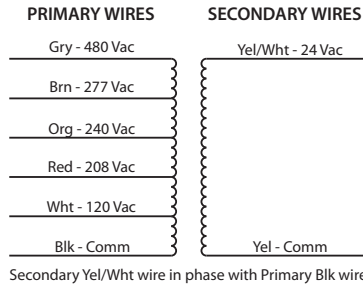 PRIMARY WIRES SECONDARY WIRES
Gry - 480 Vac Yel/Wht - 24 Vac
Brn - 277 Vac
Org - 240 Vac
Red - 208 Vac
Wht - 120 Vac
Blk - Comm Yel - Comm
Secondary Yel/Wht wire in phase with Primary Blk wire